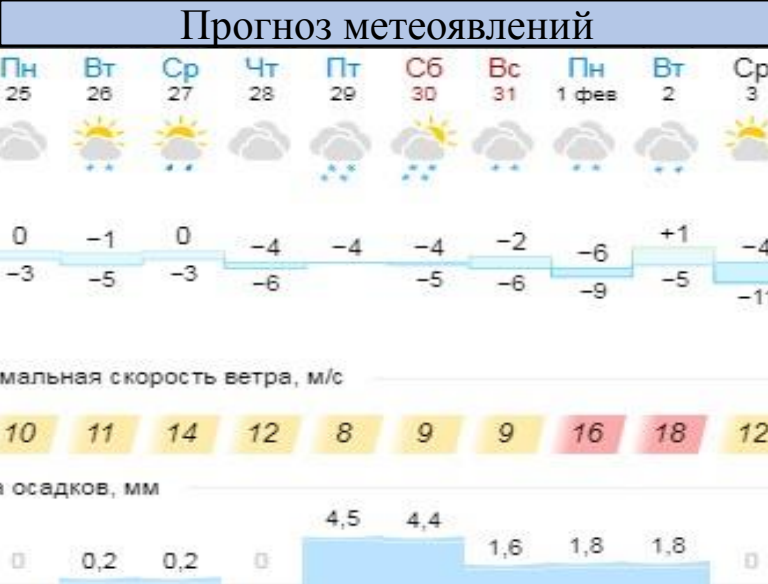 Прогноз метеоявлений
Пн Вт Ср Чт Пт Сб Вс Пн Вт Ср
25 26 27 28 29 30 31 1 фев 2 3
0 −1 0 −4 −4 −4 −2 −6 +1 −4
−3 −5 −3 −6 −5 −6 −9 −5 −11
мальная скорость ветра, м/с
10 11 14 12 8 9 9 16 18 12
а осадков, мм
0 0,2 0,2 0 4,5 4,4 1,6 1,8 1,8 0